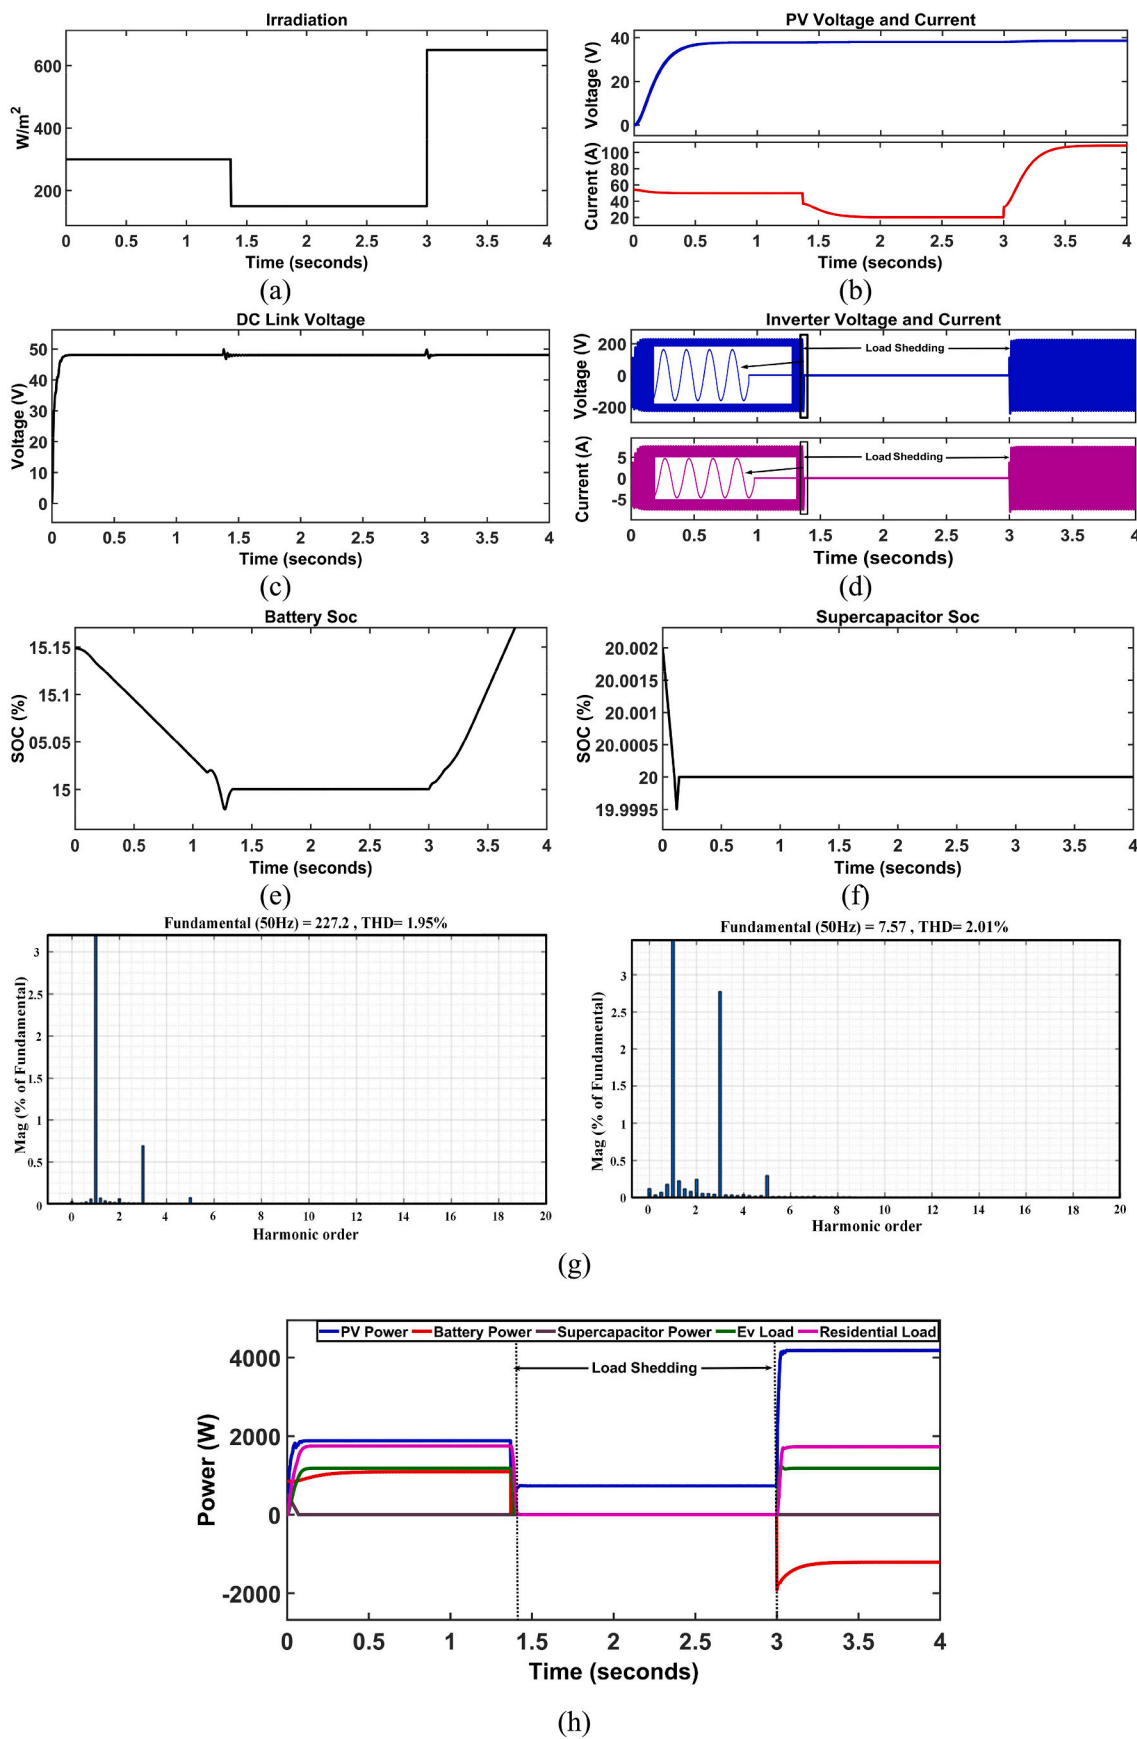 Irradiation
600
400
200
W/m²
0 0.5 1 1.5 2 2.5 3 3.5 4
Time (seconds)
(a)
PV Voltage and Current
40
20
0
Voltage (V)
100
80
60
40
20
Current (A)
0 0.5 1 1.5 2 2.5 3 3.5 4
Time (seconds)
(b)
DC Link Voltage
50
40
30
20
10
0
Voltage (V)
0 0.5 1 1.5 2 2.5 3 3.5 4
Time (seconds)
(c)
Inverter Voltage and Current
200
0
-200
Voltage (V)
Load Shedding
5
0
-5
Current (A)
Load Shedding
0 0.5 1 1.5 2 2.5 3 3.5 4
Time (seconds)
(d)
Battery Soc
15.15
15.1
05.05
15
SOC (%)
0 0.5 1 1.5 2 2.5 3 3.5 4
Time (seconds)
(e)
Supercapacitor Soc
20.002
20.0015
20.001
20.0005
20
19.9995
SOC (%)
0 0.5 1 1.5 2 2.5 3 3.5 4
Time (seconds)
(f)
Fundamental (50Hz) = 227.2 , THD= 1.95%
3
2.5
2
1.5
1
0.5
0
Mag (% of Fundamental)
0 2 4 6 8 10 12 14 16 18 20
Harmonic order
Fundamental (50Hz) = 7.57 , THD= 2.01%
3
2.5
2
1.5
1
0.5
0
Mag (% of Fundamental)
0 2 4 6 8 10 12 14 16 18 20
Harmonic order
(g)
PV Power Battery Power Supercapacitor Power Ev Load Residential Load
Load Shedding
4000
2000
0
-2000
Power (W)
0 0.5 1 1.5 2 2.5 3 3.5 4
Time (seconds)
(h)